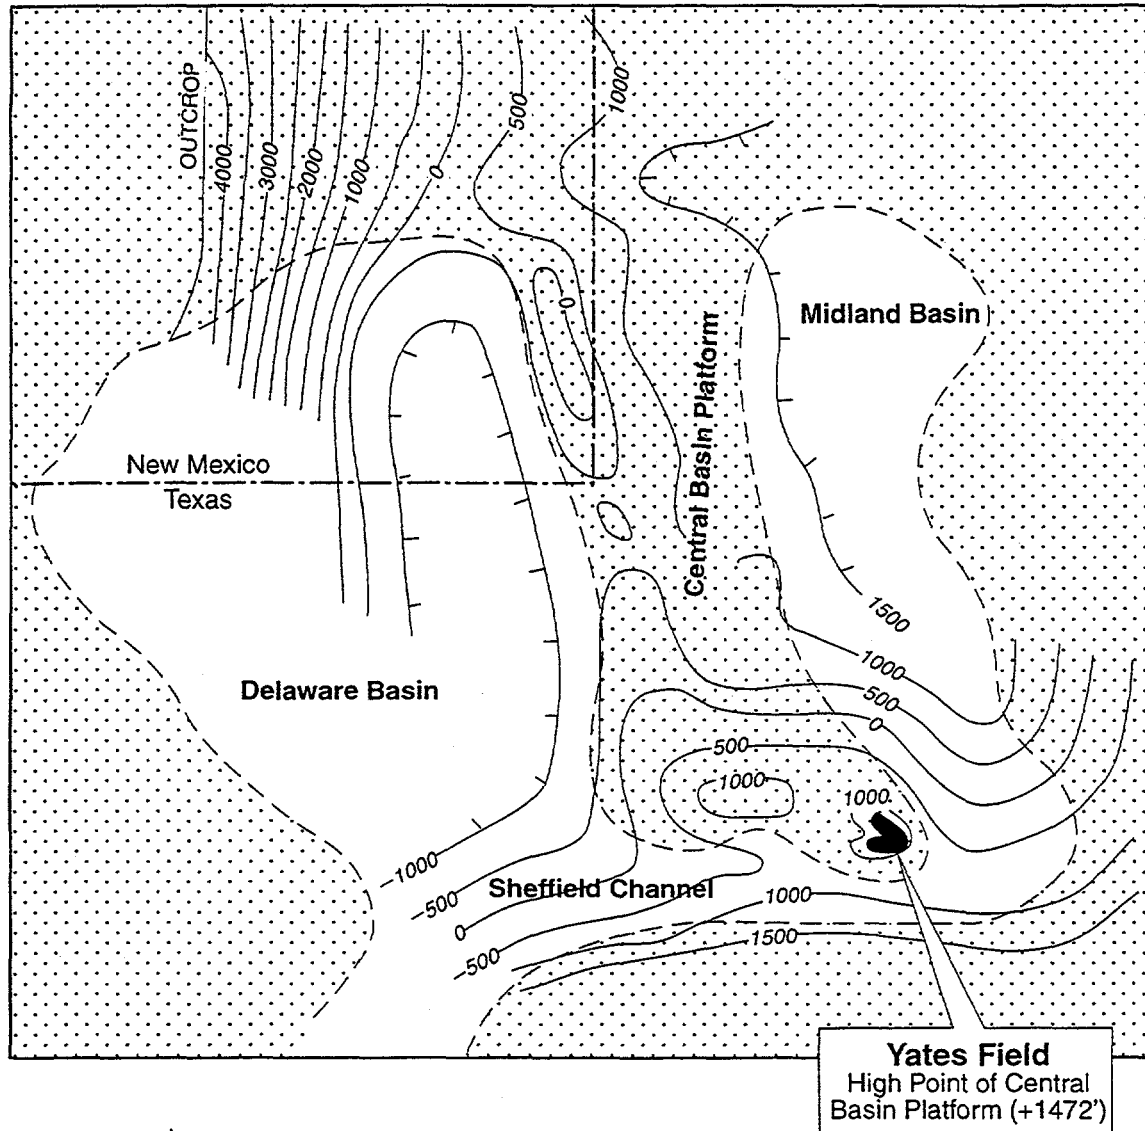 OUTCROP
4000
3000
2000
1000
0
500
1000
0
Midland Basin
Central Basin Platform
New Mexico
Texas
1500
1000
500
0
Delaware Basin
500
1000
1000
-1000
-500
0
-500
Sheffield Channel
1000
1500
Yates Field
High Point of Central
Basin Platform (+1472')